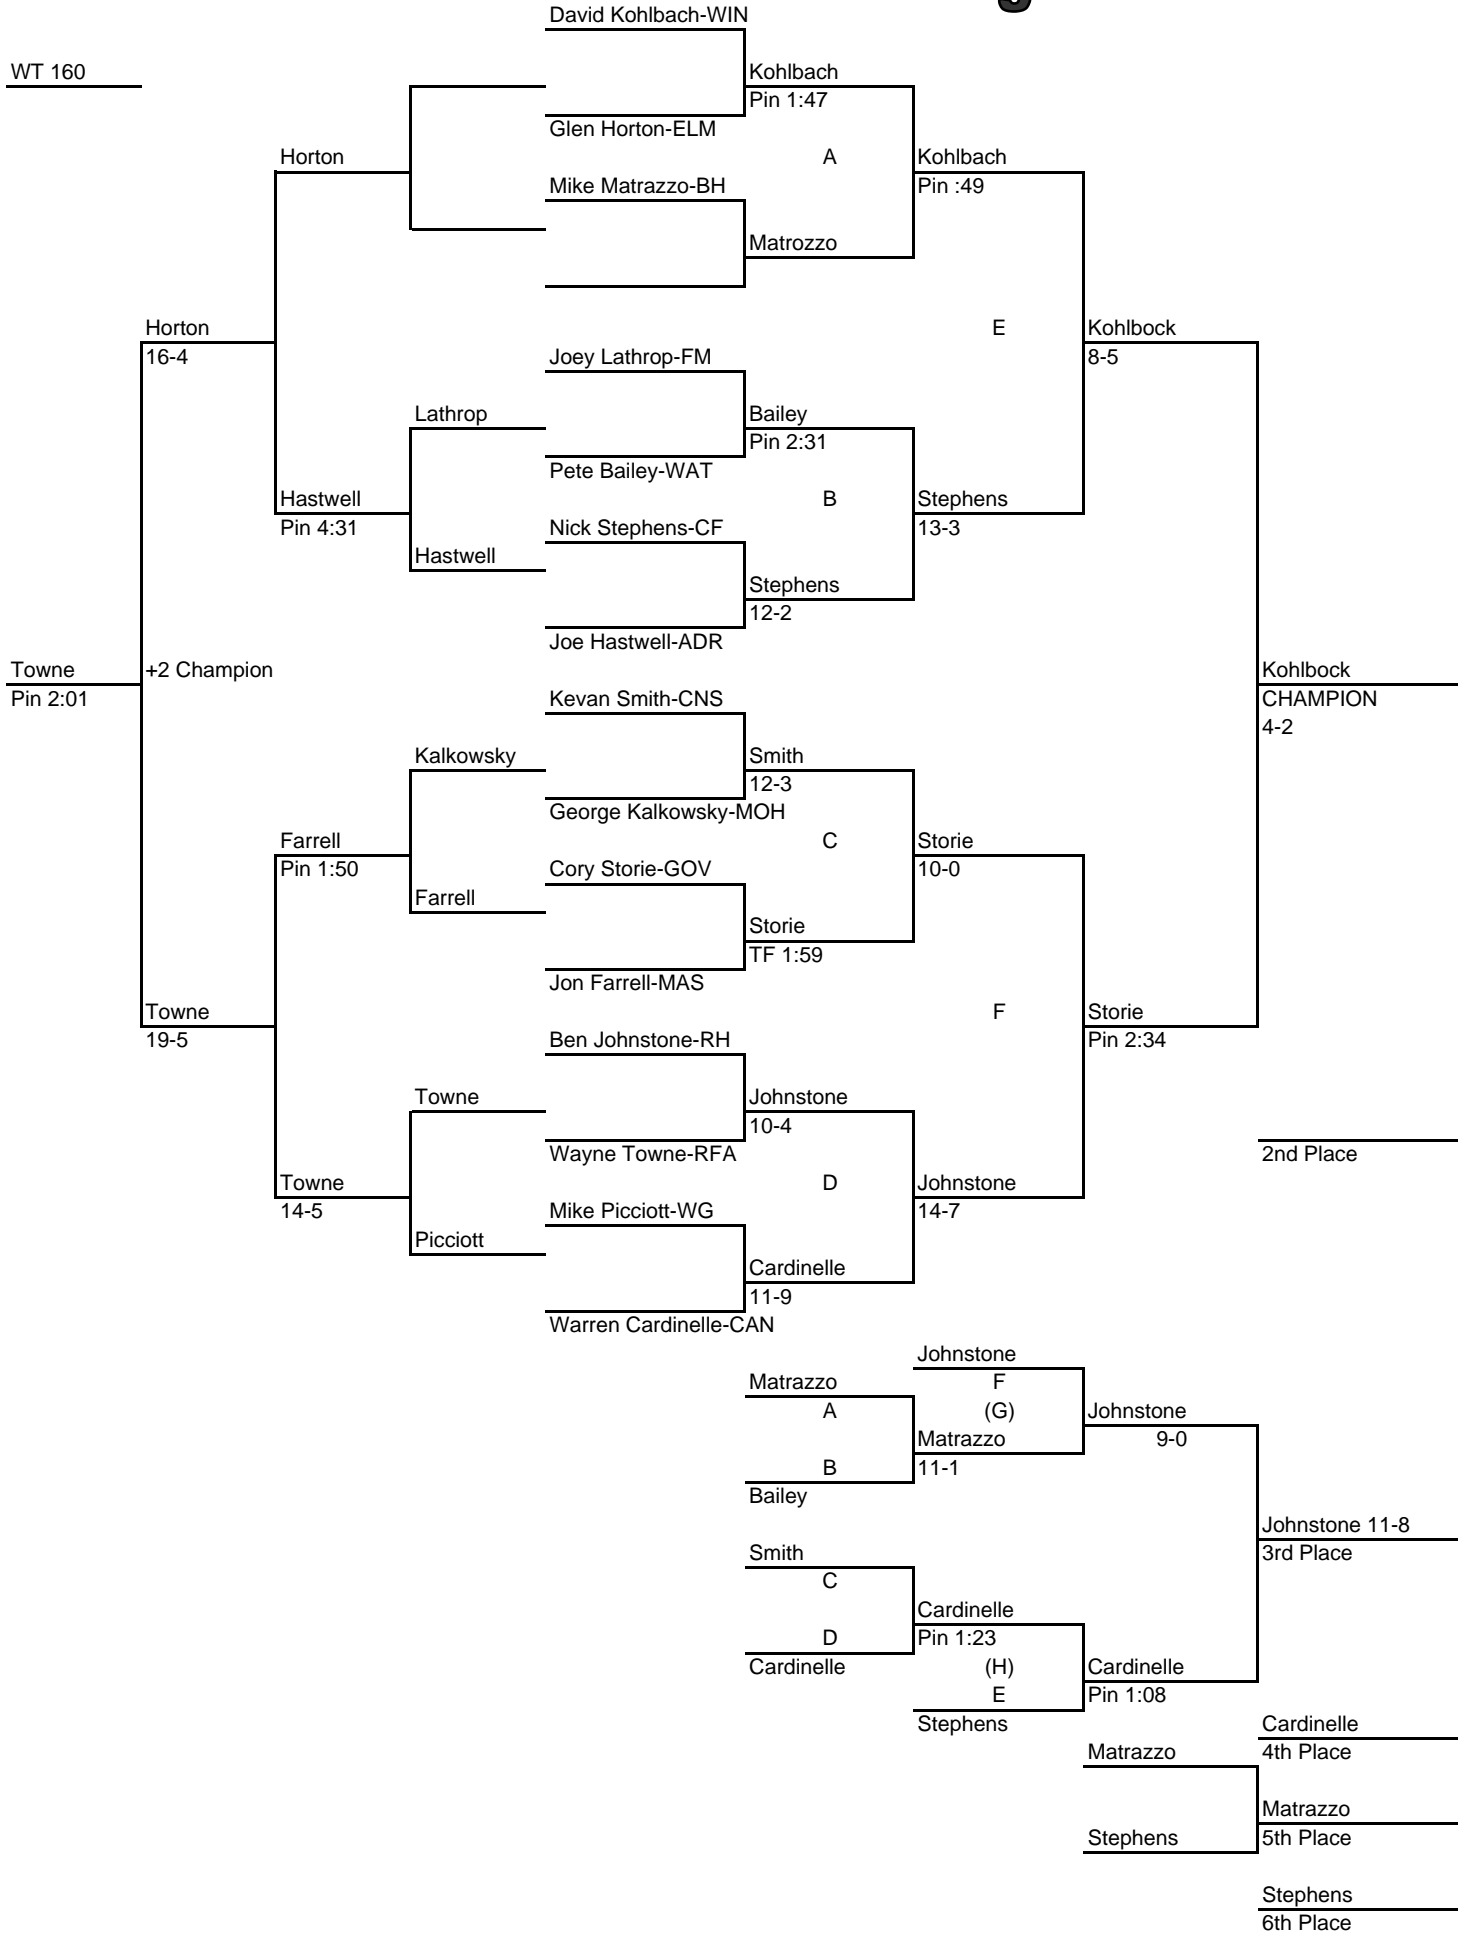 David Kohlbach-WIN
WT 160
Kohlbach
Pin 1:47
Glen Horton-ELM
Horton
A
Kohlbach
Pin :49
Mike Matrazzo-BH
Matrozzo
Horton
16-4
E
Kohlbock
8-5
Joey Lathrop-FM
Lathrop
Bailey
Pin 2:31
Pete Bailey-WAT
Hastwell
Pin 4:31
B
Stephens
13-3
Nick Stephens-CF
Hastwell
Stephens
12-2
Joe Hastwell-ADR
Towne
Pin 2:01
+2 Champion
Kohlbock
CHAMPION
4-2
Kevan Smith-CNS
Kalkowsky
Smith
12-3
George Kalkowsky-MOH
Farrell
Pin 1:50
C
Storie
10-0
Cory Storie-GOV
Farrell
Storie
TF 1:59
Jon Farrell-MAS
Towne
19-5
F
Storie
Pin 2:34
Ben Johnstone-RH
Towne
Johnstone
10-4
Wayne Towne-RFA
2nd Place
Towne
14-5
D
Johnstone
14-7
Mike Picciott-WG
Picciott
Cardinelle
11-9
Warren Cardinelle-CAN
Johnstone
Matrazzo
F
A
(G)
Johnstone
9-0
Matrazzo
11-1
B
Bailey
Johnstone 11-8
3rd Place
Smith
C
Cardinelle
Pin 1:23
D
Cardinelle
(H)
Cardinelle
Pin 1:08
E
Stephens
Cardinelle
4th Place
Matrazzo
Matrazzo
5th Place
Stephens
Stephens
6th Place